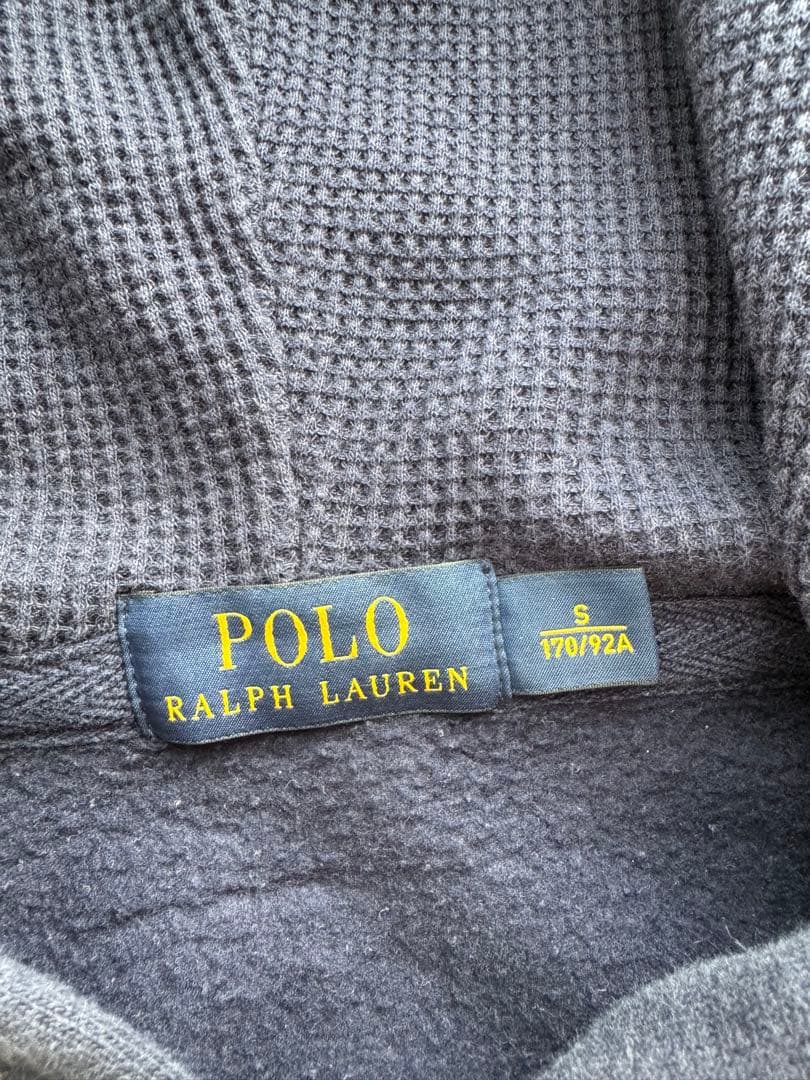 POLO
RALPH LAUREN
S
170/92A